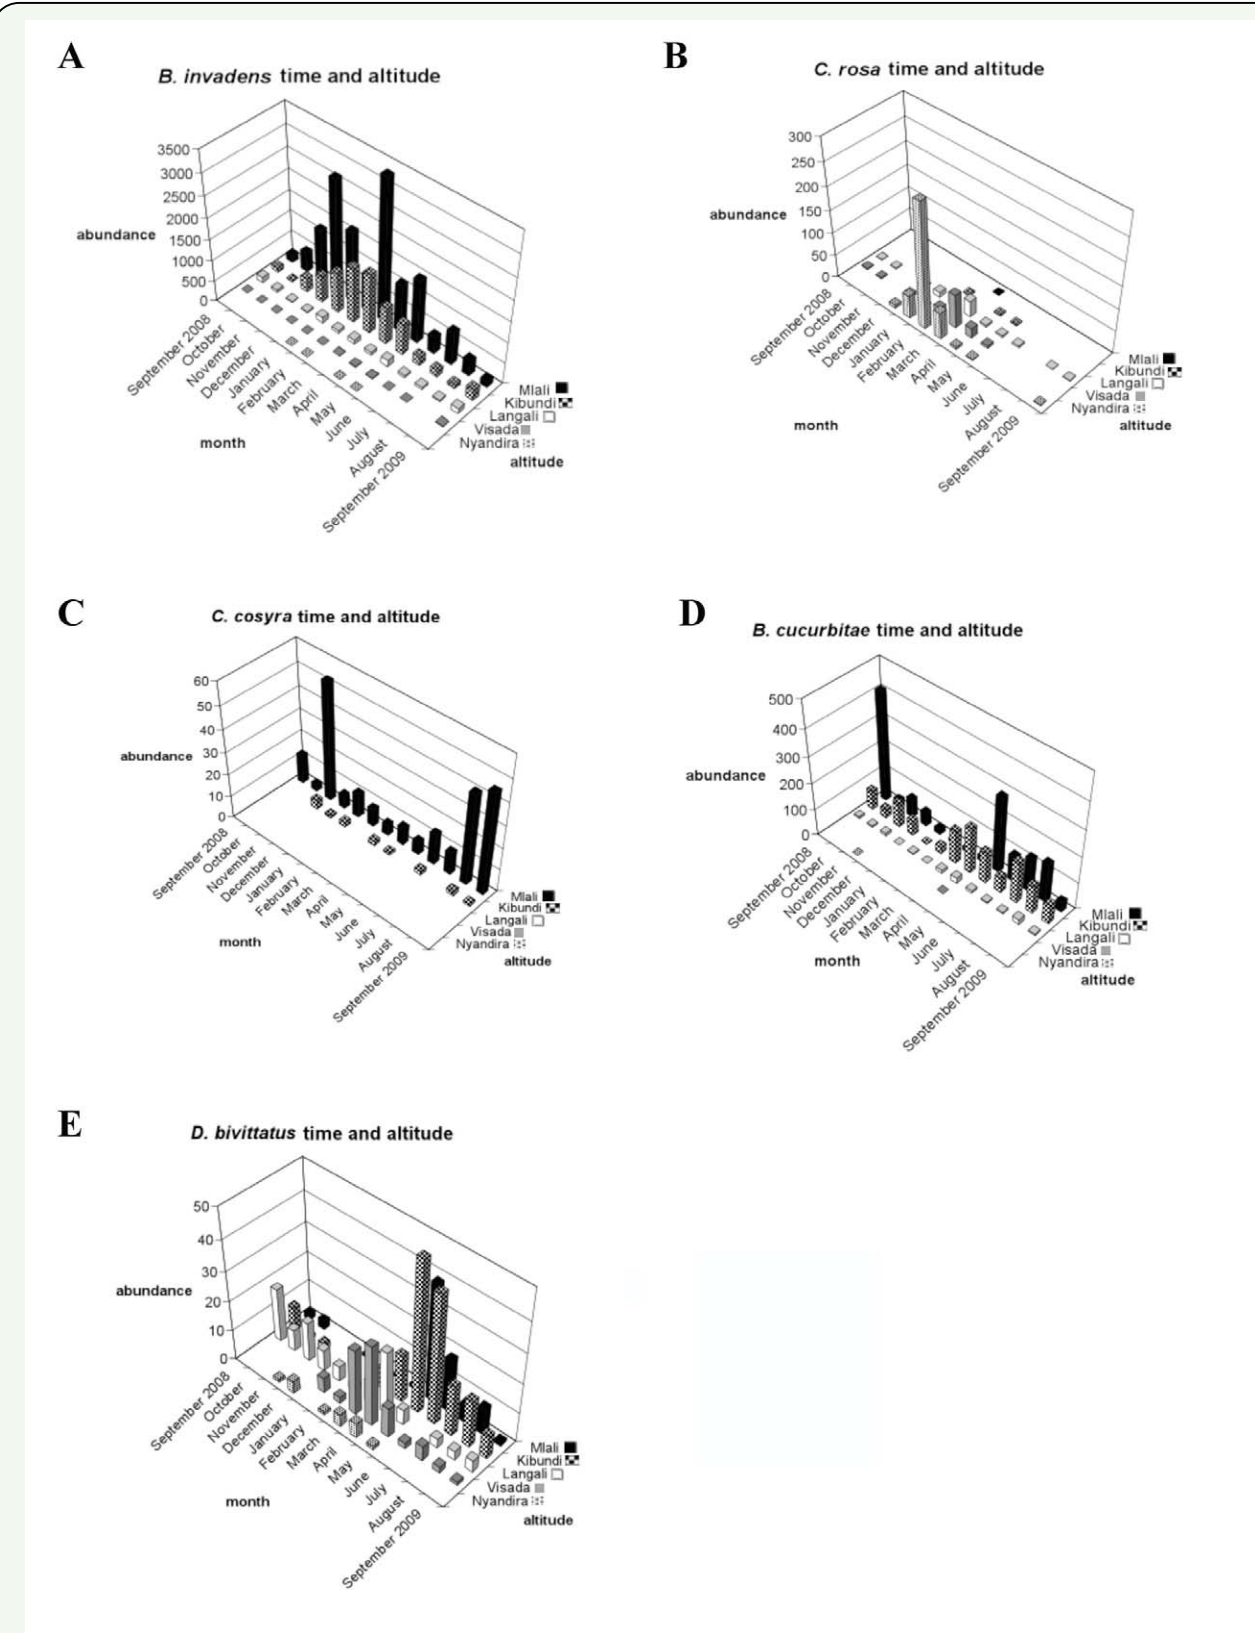 A
B. invadens time and altitude
3500
3000
2500
2000
1500
1000
500
0
abundance
September 2008
October
November
December
January
February
March
April
May
June
July
August
September 2009
month
Mlali
Kibundi
Langali
Visada
Nyandira
altitude
B
C. rosa time and altitude
300
250
200
150
100
50
0
abundance
September 2008
October
November
December
January
February
March
April
May
June
July
August
September 2009
month
Mlali
Kibundi
Langali
Visada
Nyandira
altitude
C
C. cosyra time and altitude
60
50
40
30
20
10
0
abundance
September 2008
October
November
December
January
February
March
April
May
June
July
August
September 2009
month
Mlali
Kibundi
Langali
Visada
Nyandira
altitude
D
B. cucurbitae time and altitude
500
400
300
200
100
0
abundance
September 2008
October
November
December
January
February
March
April
May
June
July
August
September 2009
month
Mlali
Kibundi
Langali
Visada
Nyandira
altitude
E
D. bivittatus time and altitude
50
40
30
20
10
0
abundance
September 2008
October
November
December
January
February
March
April
May
June
July
August
September 2009
month
Mlali
Kibundi
Langali
Visada
Nyandira
altitude